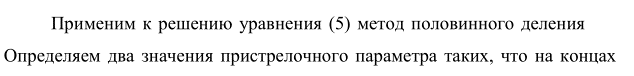 Применим к решению уравнения (5) метод половинного деления
Определяем два значения пристрелочного параметра таких, что на концах